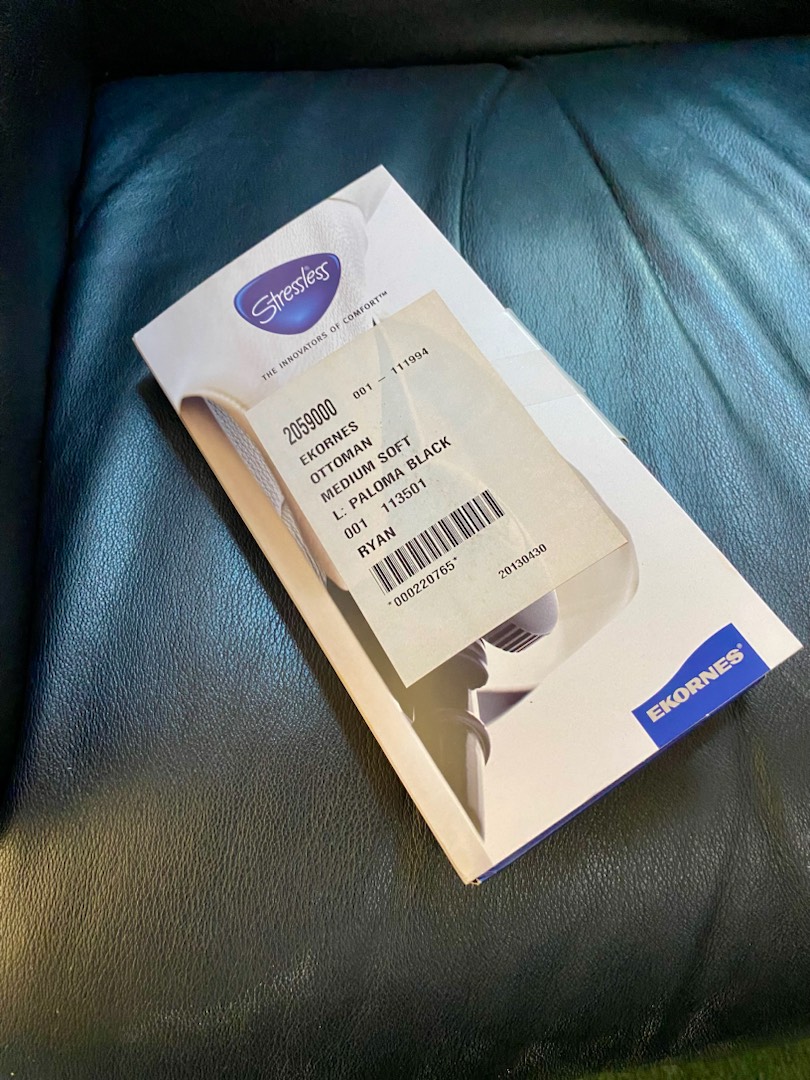 Stressless®
THE INNOVATORS OF COMFORT™
2059000 001 - 111994
EKORNES
OTTOMAN
MEDIUM SOFT
L: PALOMA BLACK
001 113501
RYAN
*000220765* 20130430
EKORNES®